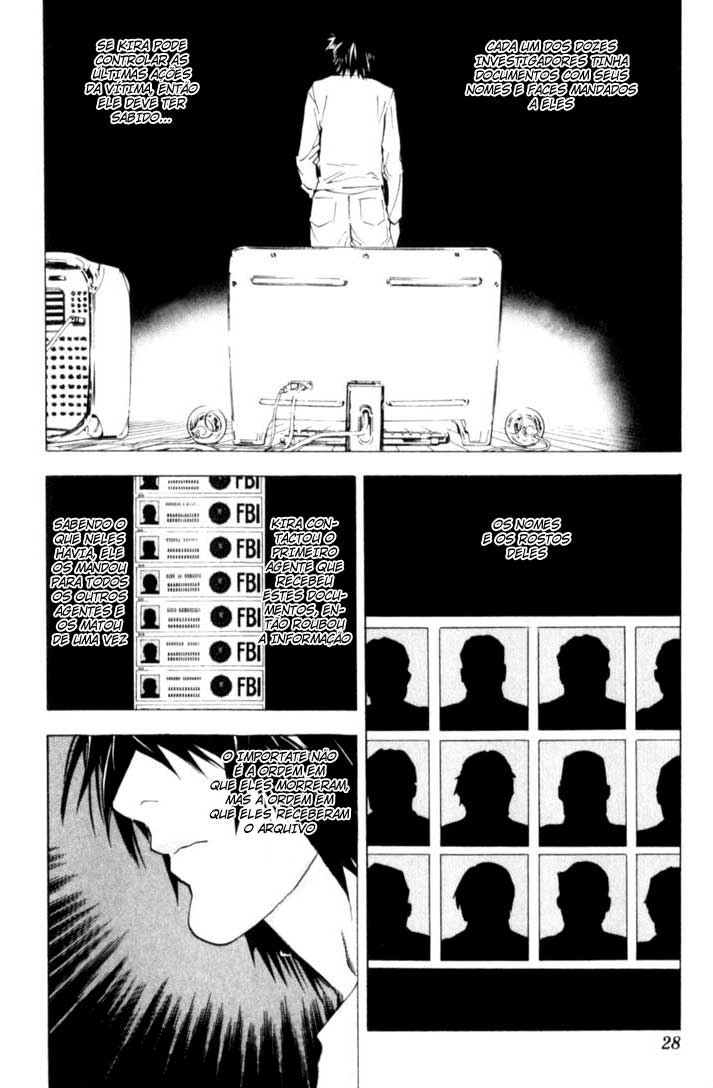 CADA UM DOS DOZE
INVESTIGADORES TINHA
DOCUMENTOS COM SEUS
NOMES E FACES MANDADOS
A ELES
SE KIRA PODE
CONTROLAR AS
ÚLTIMAS AÇÕES
DA VÍTIMA, ENTÃO
ELE DEVE TER
SABIDO...
OS NOMES
E OS ROSTOS
DELES
KIRA CON-
TACTOU O
PRIMEIRO
AGENTE QUE
RECEBEU
ESTES DOCU-
MENTOS, EN-
TÃO ROUBOU
A INFORMAÇÃO
FBI
FBI
FBI
FBI
FBI
FBI
FBI
SABENDO O
QUE NELES
HAVIA, ELE
OS MANDOU
PARA TODOS
OS OUTROS
AGENTES E
OS MATOU
DE UMA VEZ
O IMPORTATE NÃO
É A ORDEM EM
QUE ELES MORRERAM,
MAS A ORDEM EM
QUE ELES RECEBERAM
O ARQUIVO
28